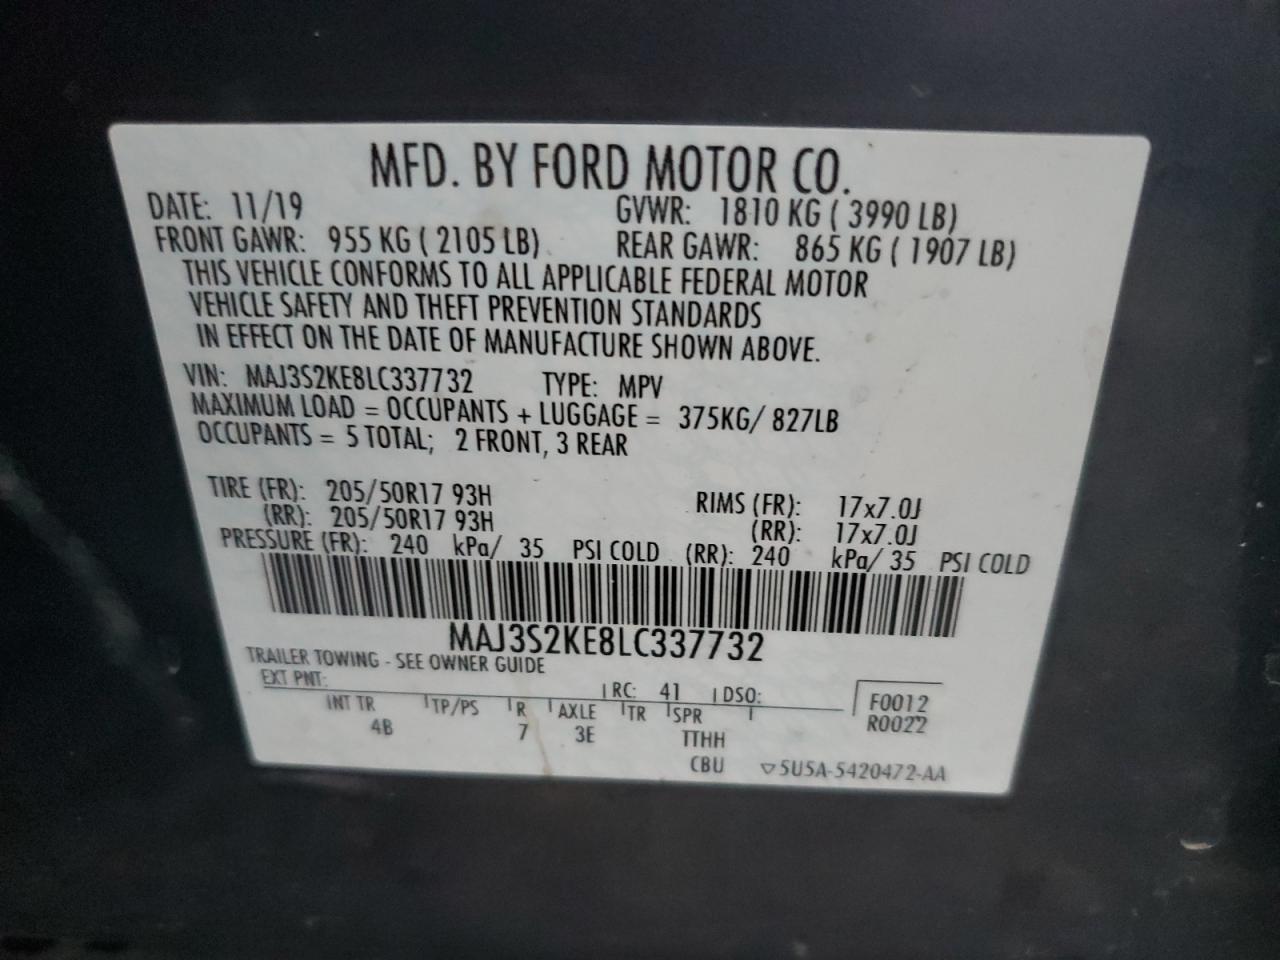 MFD. BY FORD MOTOR CO.
DATE: 11/19 GVWR: 1810 KG ( 3990 LB)
FRONT GAWR: 955 KG ( 2105 LB) REAR GAWR: 865 KG ( 1907 LB)
THIS VEHICLE CONFORMS TO ALL APPLICABLE FEDERAL MOTOR
VEHICLE SAFETY AND THEFT PREVENTION STANDARDS
IN EFFECT ON THE DATE OF MANUFACTURE SHOWN ABOVE.
VIN: MAJ3S2KE8LC337732 TYPE: MPV
MAXIMUM LOAD = OCCUPANTS + LUGGAGE = 375KG/ 827LB
OCCUPANTS = 5 TOTAL; 2 FRONT, 3 REAR
TIRE (FR): 205/50R17 93H RIMS (FR): 17x7.0J
(RR): 205/50R17 93H (RR): 17x7.0J
PRESSURE (FR): 240 kPa/ 35 PSI COLD (RR): 240 kPa/ 35 PSI COLD
MAJ3S2KE8LC337732
TRAILER TOWING - SEE OWNER GUIDE
EXT PNT: RC: 41 DSO: F0012
INT TR TP/PS R AXLE TR SPR R0022
4B 7 3E TTHH
CBU ▽5U5A-5420472-AA